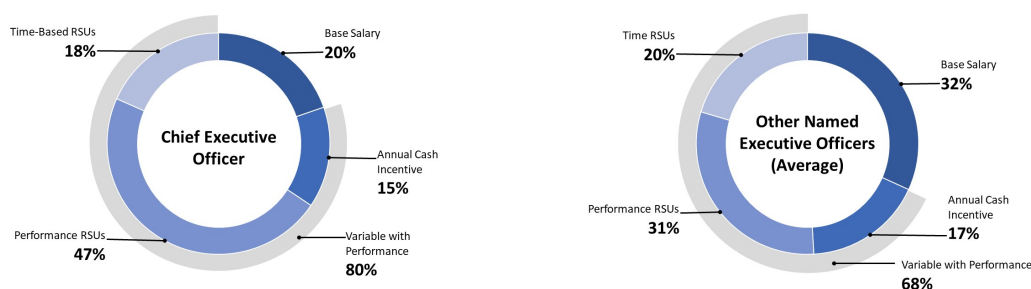 Time-Based RSUs
18%
Base Salary
20%
Chief Executive
Officer
Annual Cash
Incentive
15%
Performance RSUs
47%
Variable with
Performance
80%
Time RSUs
20%
Base Salary
32%
Other Named
Executive Officers
(Average)
Performance RSUs
31%
Annual Cash
Incentive
17%
Variable with Performance
68%